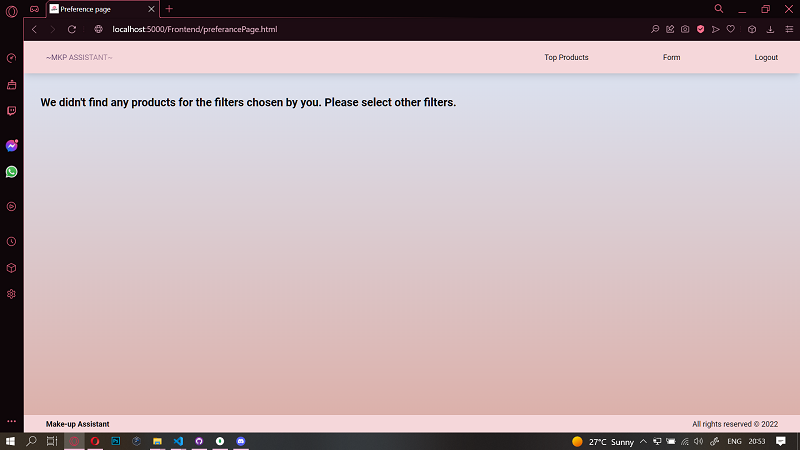 Preference page
localhost:5000/Frontend/preferancePage.html
~MKP ASSISTANT~
Top Products
Form
Logout
We didn't find any products for the filters chosen by you. Please select other filters.
Make-up Assistant
All rights reserved © 2022
27°C Sunny
ENG
20:53